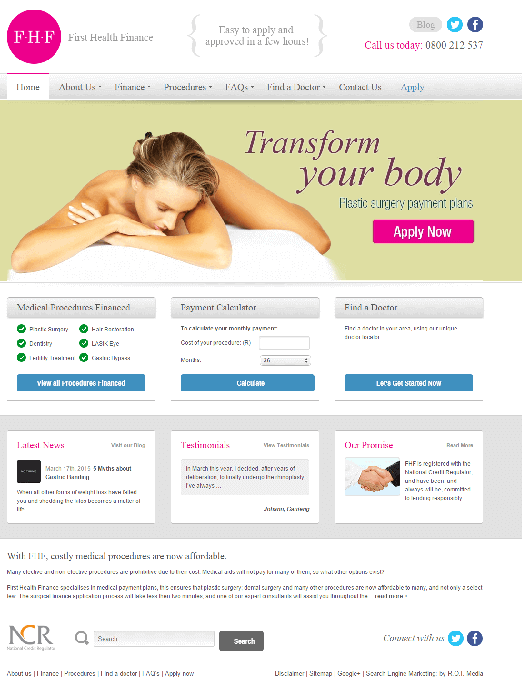 F·H·F
First Health Finance
Easy to apply and
approved in a few hours!
Blog
Call us today: 0800 212 537
Home
About Us
Finance
Procedures
FAQs
Find a Doctor
Contact Us
Apply
Transform
your body
Plastic surgery payment plans
Apply Now
Medical Procedures Financed
Plastic Surgery
Hair Restoration
Dentistry
LASIK Eye
Fertility Treatment
Gastric Bypass
View all Procedures Financed
Payment Calculator
To calculate your monthly payment:
Cost of your procedure: (R)
Months:
36
Calculate
Find a Doctor
Find a doctor in your area, using our unique
doctor locator.
Let's Get Started Now
Latest News
Visit our Blog
March 17th, 2015 5 Myths about
Gastric Banding
When all other forms of weight loss have failed
you and shedding the kilos becomes a matter of
life
Testimonials
View Testimonials
In March this year, I decided, after years of
deliberation, to finally undergo the rhinoplasty
I've always ...
Johann, Gauteng
Our Promise
Read More
FHF is registered with the
National Credit Regulator
and have been, and
always will be, committed
to lending responsibly.
With FHF, costly medical procedures are now affordable.
Many elective and non-elective procedures are prohibitive due to their cost. Medical aids will not pay for many of them, so what other options exist?
First Health Finance specialises in medical payment plans, this ensures that plastic surgery, dental surgery and many other procedures are now affordable to many, and not only a select
few. The surgical finance application process will take less than two minutes, and one of our expert consultants will assist you throughout the ... read more >
NCR
National Credit Regulator
Search
Search
Connect with us
About us | Finance | Procedures | Find a doctor | FAQ's | Apply now
Disclaimer | Sitemap | Google+ | Search Engine Marketing: by R.O.I. Media